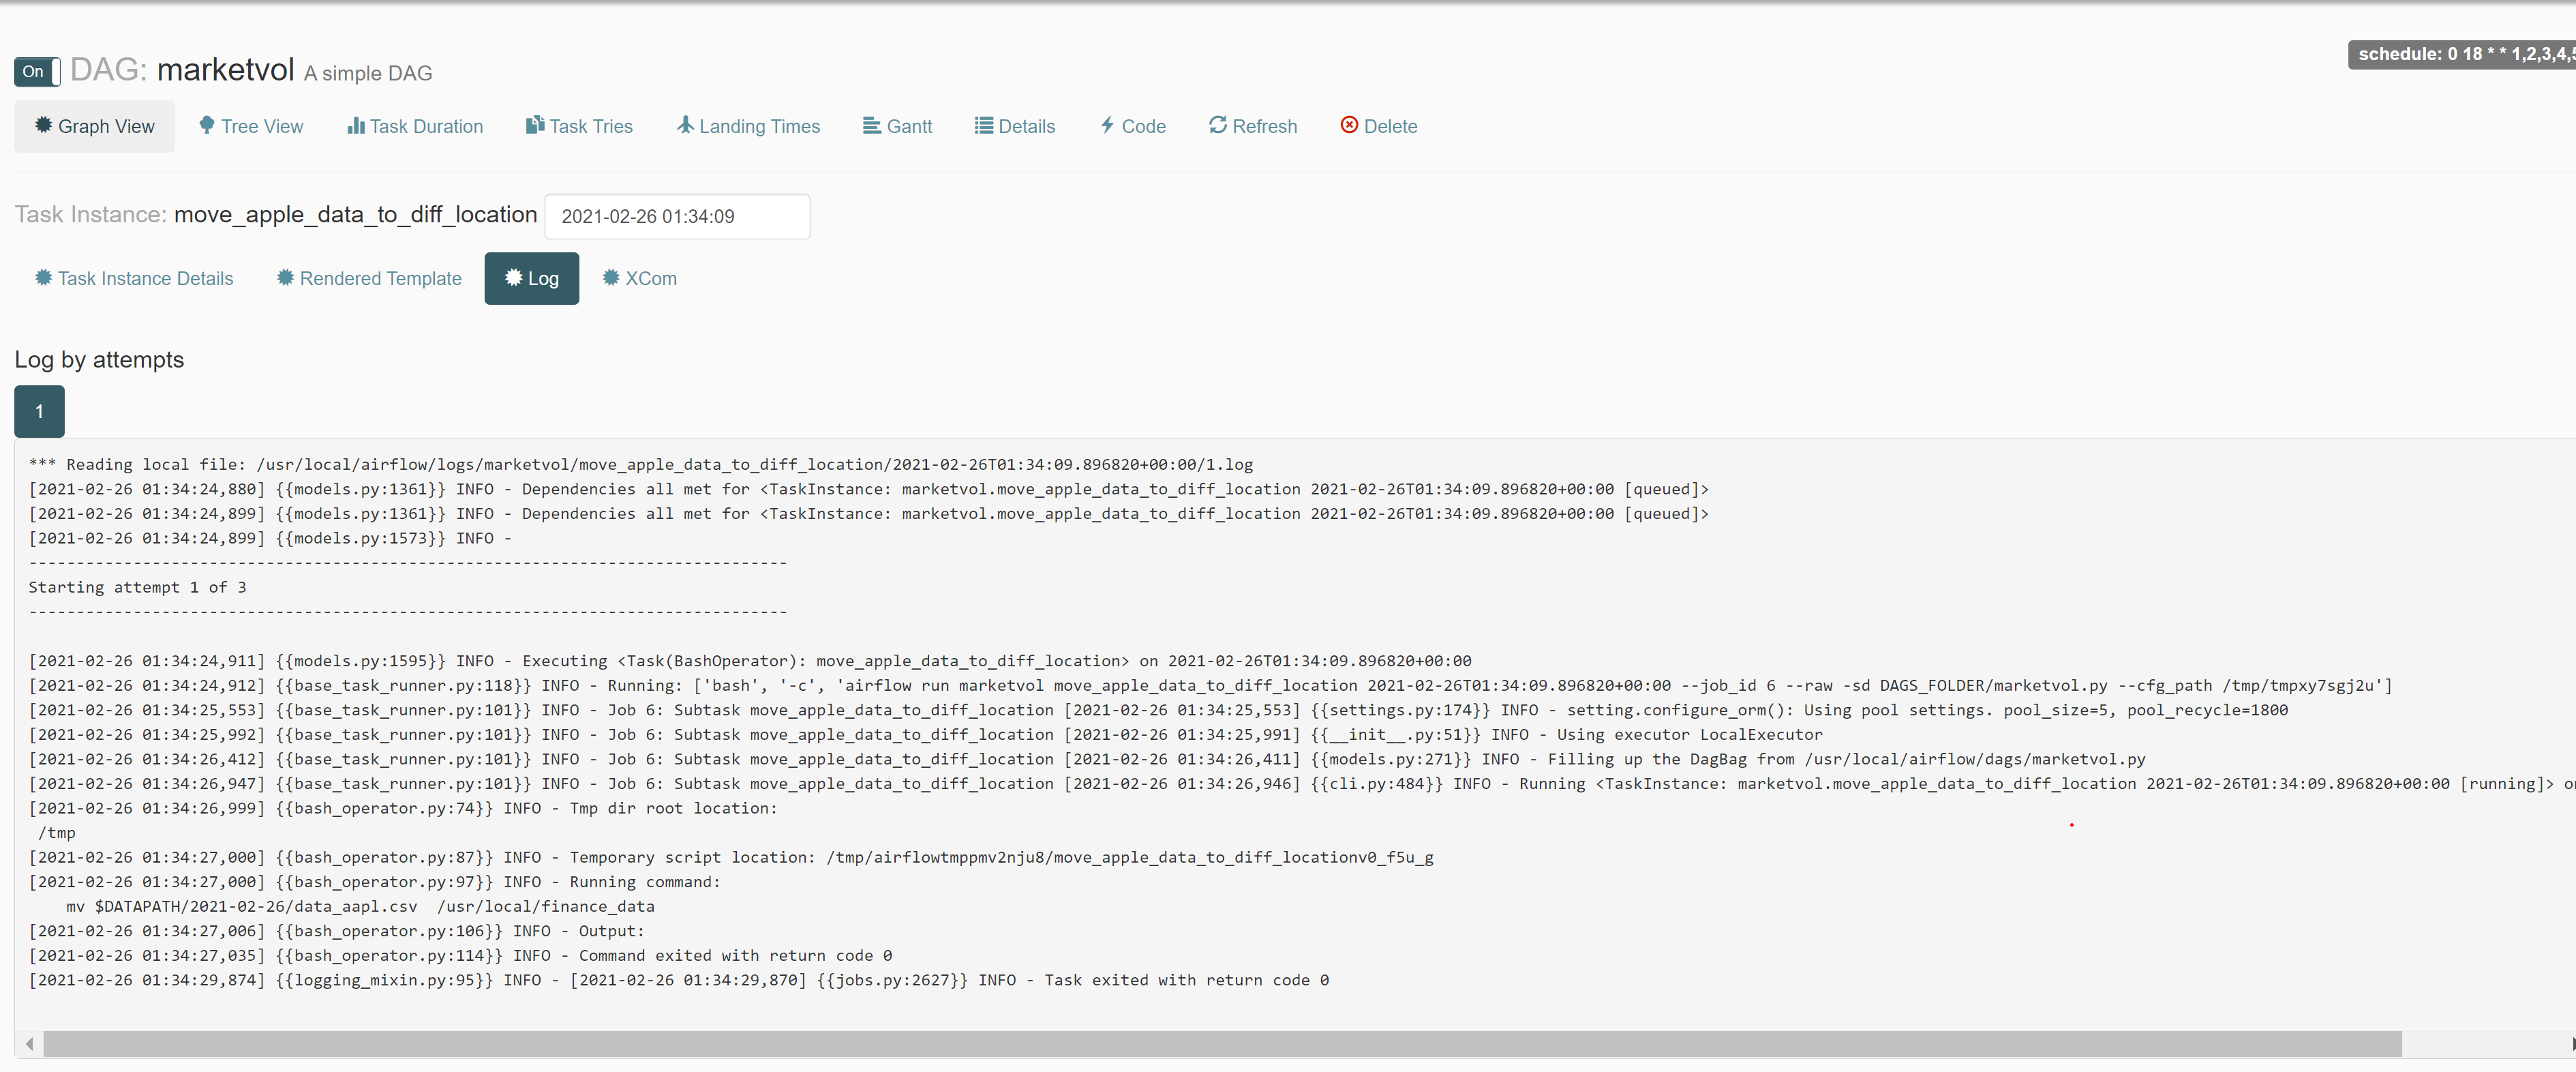 On DAG: marketvol A simple DAG
schedule: 0 18 * * 1,2,3,4,5
Graph View Tree View Task Duration Task Tries Landing Times Gantt Details Code Refresh Delete
Task Instance: move_apple_data_to_diff_location 2021-02-26 01:34:09
Task Instance Details Rendered Template Log XCom
Log by attempts
1
*** Reading local file: /usr/local/airflow/logs/marketvol/move_apple_data_to_diff_location/2021-02-26T01:34:09.896820+00:00/1.log
[2021-02-26 01:34:24,880] {{models.py:1361}} INFO - Dependencies all met for <TaskInstance: marketvol.move_apple_data_to_diff_location 2021-02-26T01:34:09.896820+00:00 [queued]>
[2021-02-26 01:34:24,899] {{models.py:1361}} INFO - Dependencies all met for <TaskInstance: marketvol.move_apple_data_to_diff_location 2021-02-26T01:34:09.896820+00:00 [queued]>
[2021-02-26 01:34:24,899] {{models.py:1573}} INFO -
--------------------------------------------------------------------------------
Starting attempt 1 of 3
--------------------------------------------------------------------------------
[2021-02-26 01:34:24,911] {{models.py:1595}} INFO - Executing <Task(BashOperator): move_apple_data_to_diff_location> on 2021-02-26T01:34:09.896820+00:00
[2021-02-26 01:34:24,912] {{base_task_runner.py:118}} INFO - Running: ['bash', '-c', 'airflow run marketvol move_apple_data_to_diff_location 2021-02-26T01:34:09.896820+00:00 --job_id 6 --raw -sd DAGS_FOLDER/marketvol.py --cfg_path /tmp/tmpxy7sgj2u']
[2021-02-26 01:34:25,553] {{base_task_runner.py:101}} INFO - Job 6: Subtask move_apple_data_to_diff_location [2021-02-26 01:34:25,553] {{settings.py:174}} INFO - setting.configure_orm(): Using pool settings. pool_size=5, pool_recycle=1800
[2021-02-26 01:34:25,992] {{base_task_runner.py:101}} INFO - Job 6: Subtask move_apple_data_to_diff_location [2021-02-26 01:34:25,991] {{__init__.py:51}} INFO - Using executor LocalExecutor
[2021-02-26 01:34:26,412] {{base_task_runner.py:101}} INFO - Job 6: Subtask move_apple_data_to_diff_location [2021-02-26 01:34:26,411] {{models.py:271}} INFO - Filling up the DagBag from /usr/local/airflow/dags/marketvol.py
[2021-02-26 01:34:26,947] {{base_task_runner.py:101}} INFO - Job 6: Subtask move_apple_data_to_diff_location [2021-02-26 01:34:26,946] {{cli.py:484}} INFO - Running <TaskInstance: marketvol.move_apple_data_to_diff_location 2021-02-26T01:34:09.896820+00:00 [running]> o
[2021-02-26 01:34:26,999] {{bash_operator.py:74}} INFO - Tmp dir root location:
/tmp
[2021-02-26 01:34:27,000] {{bash_operator.py:87}} INFO - Temporary script location: /tmp/airflowtmppmv2nju8/move_apple_data_to_diff_locationv0_f5u_g
[2021-02-26 01:34:27,000] {{bash_operator.py:97}} INFO - Running command:
mv $DATAPATH/2021-02-26/data_aapl.csv  /usr/local/finance_data
[2021-02-26 01:34:27,006] {{bash_operator.py:106}} INFO - Output:
[2021-02-26 01:34:27,035] {{bash_operator.py:114}} INFO - Command exited with return code 0
[2021-02-26 01:34:29,874] {{logging_mixin.py:95}} INFO - [2021-02-26 01:34:29,870] {{jobs.py:2627}} INFO - Task exited with return code 0